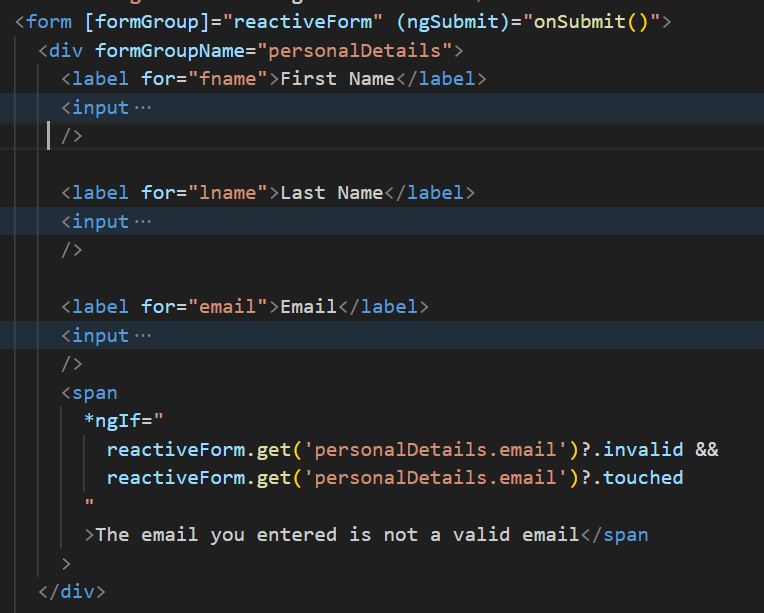 <form [formGroup]="reactiveForm" (ngSubmit)="onSubmit()">
<div formGroupName="personalDetails">
<label for="fname">First Name</label>
<input ···
/>
<label for="lname">Last Name</label>
<input ···
/>
<label for="email">Email</label>
<input ···
/>
<span
*ngIf="
reactiveForm.get('personalDetails.email')?.invalid &&
reactiveForm.get('personalDetails.email')?.touched
"
>The email you entered is not a valid email</span
>
</div>